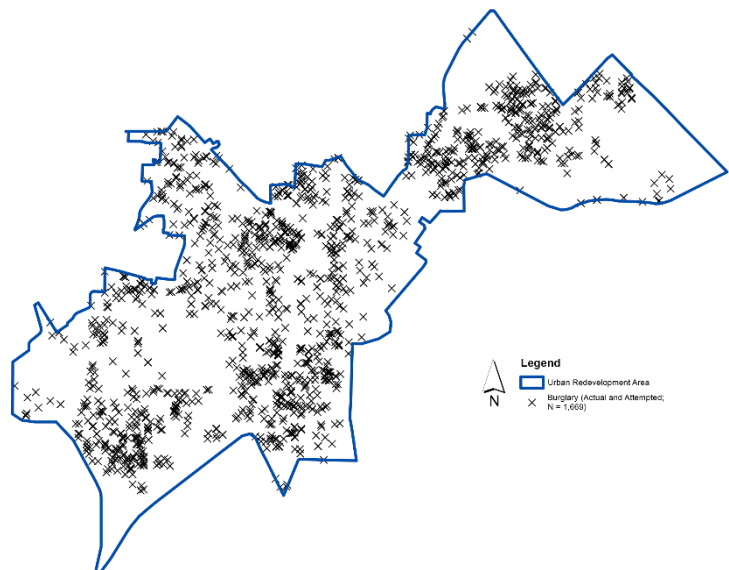 Legend
Urban Redevelopment Area
Burglary (Actual and Attempted;
N = 1,669)
N